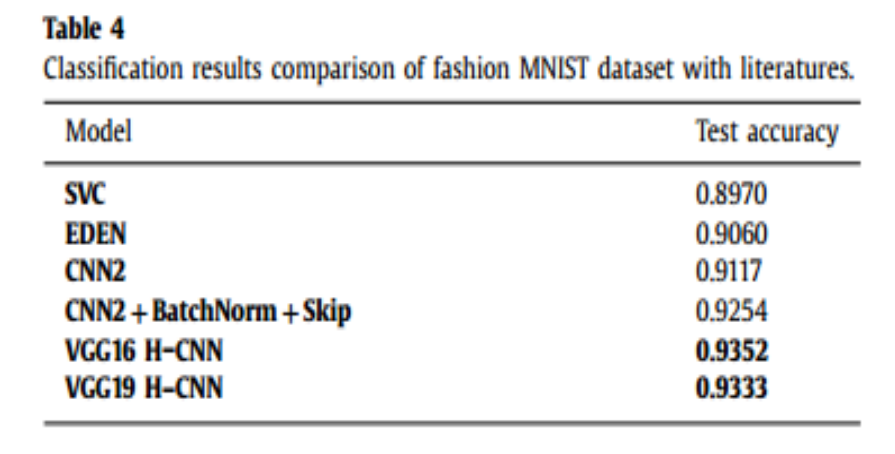 Table 4
Classification results comparison of fashion MNIST dataset with literatures.
Model Test accuracy
SVC 0.8970
EDEN 0.9060
CNN2 0.9117
CNN2 + BatchNorm + Skip 0.9254
VGG16 H-CNN 0.9352
VGG19 H-CNN 0.9333